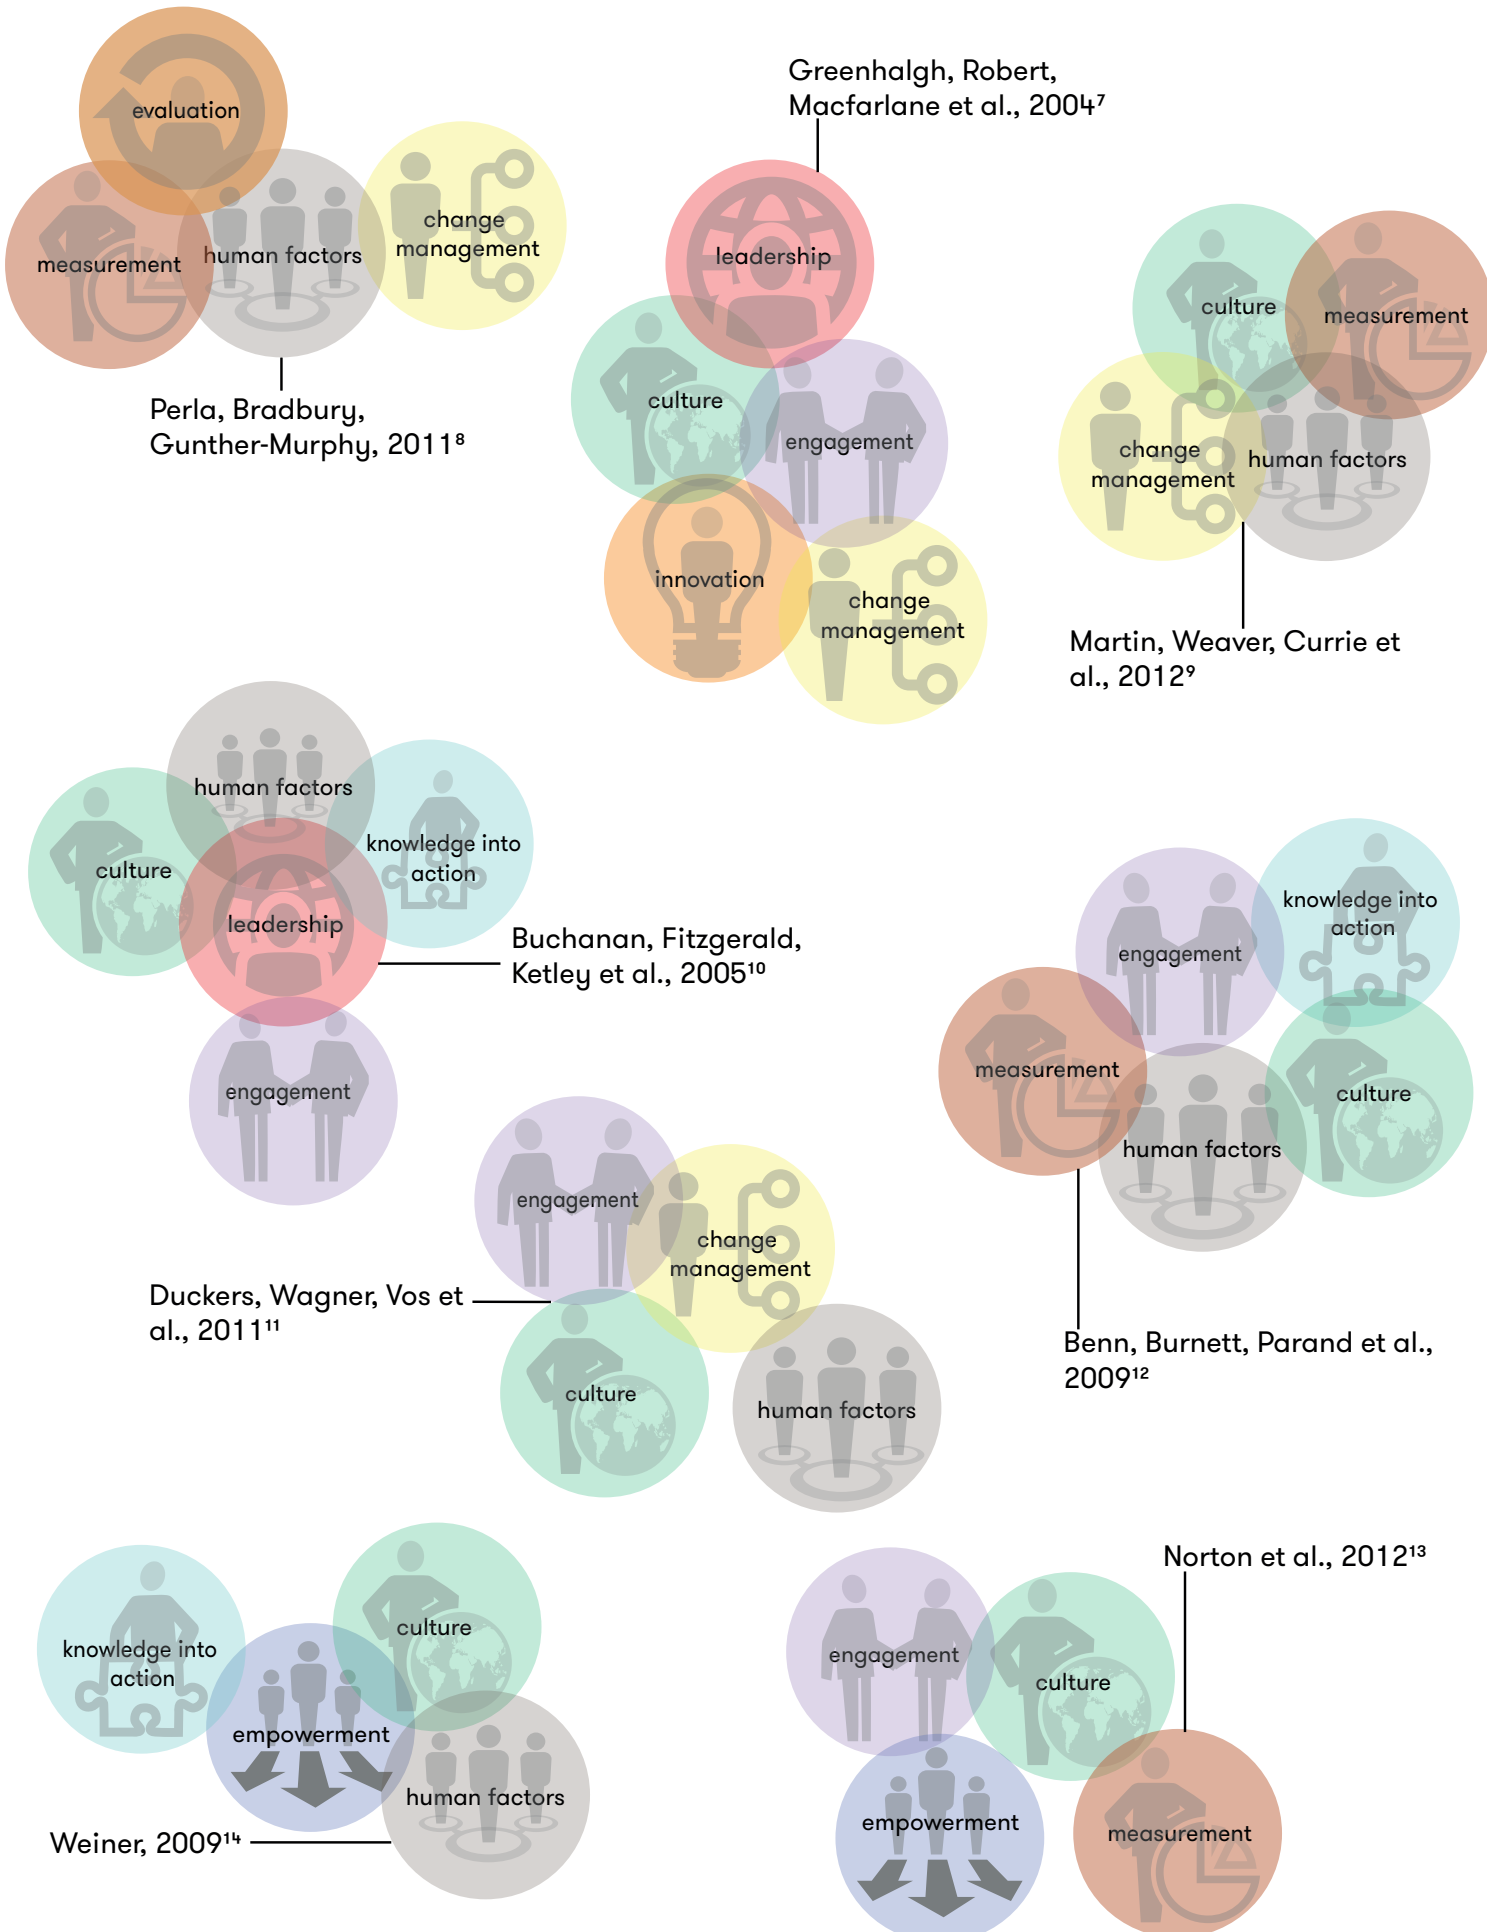 evaluation
measurement
human factors
change
management
Perla, Bradbury,
Gunther-Murphy, 2011⁸
Greenhalgh, Robert,
Macfarlane et al., 2004⁷
leadership
culture
engagement
innovation
change
management
culture
measurement
change
management
human factors
Martin, Weaver, Currie et
al., 2012⁹
human factors
culture
knowledge into
action
leadership
engagement
Buchanan, Fitzgerald,
Ketley et al., 2005¹⁰
knowledge into
action
engagement
measurement
culture
human factors
Benn, Burnett, Parand et al.,
2009¹²
engagement
change
management
culture
human factors
Duckers, Wagner, Vos et
al., 2011¹¹
knowledge into
action
culture
empowerment
human factors
Weiner, 2009¹⁴
Norton et al., 2012¹³
engagement
culture
empowerment
measurement